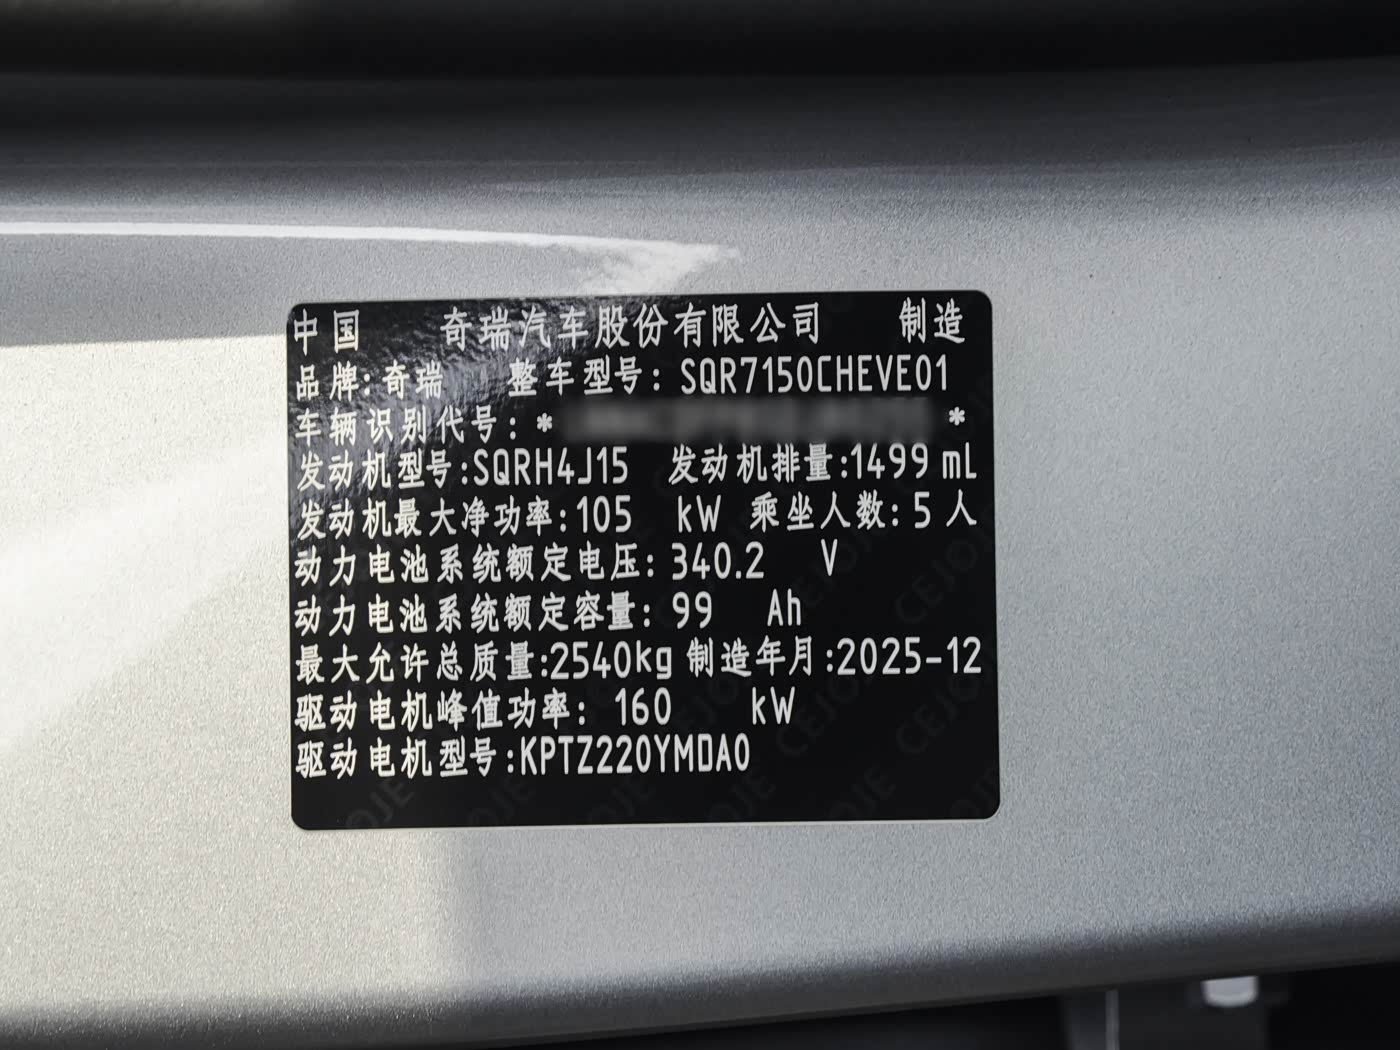 中国 奇瑞汽车股份有限公司 制造
品牌:奇瑞 整车型号: SQR7150CHEVE01
车辆识别代号: * *
发动机型号:SQRH4J15 发动机排量:1499 mL
发动机最大净功率:105 kW 乘坐人数: 5 人
动力电池系统额定电压: 340.2 V
动力电池系统额定容量: 99 Ah
最大允许总质量:2540kg 制造年月:2025-12
驱动电机峰值功率: 160 kW
驱动电机型号:KPTZ220YMDA0